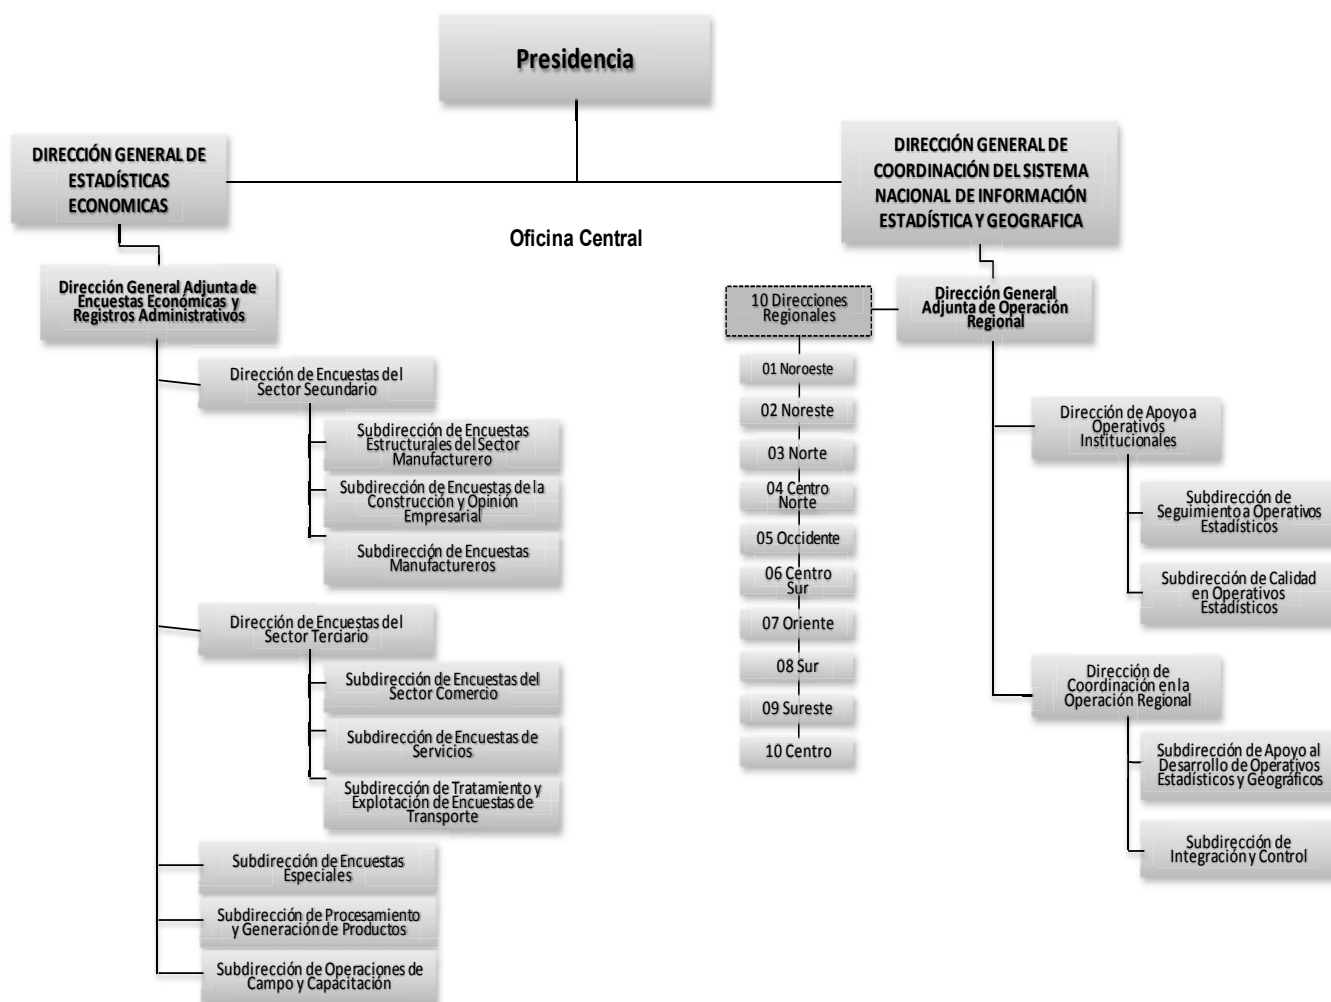 Presidencia
DIRECCIÓN GENERAL DE
ESTADÍSTICAS
ECONOMICAS
DIRECCIÓN GENERAL DE
COORDINACIÓN DEL SISTEMA
NACIONAL DE INFORMACIÓN
ESTADÍSTICA Y GEOGRAFICA
Oficina Central
Dirección General Adjunta de
Encuestas Económicas y
Registros Administrativos
Dirección de Encuestas del
Sector Secundario
Subdirección de Encuestas
Estructurales del Sector
Manufacturero
Subdirección de Encuestas de la
Construcción y Opinión
Empresarial
Subdirección de Encuestas
Manufactureros
Dirección de Encuestas del
Sector Terciario
Subdirección de Encuestas del
Sector Comercio
Subdirección de Encuestas de
Servicios
Subdirección de Tratamiento y
Explotación de Encuestas de
Transporte
Subdirección de Encuestas
Especiales
Subdirección de Procesamiento
y Generación de Productos
Subdirección de Operaciones de
Campo y Capacitación
10 Direcciones
Regionales
01 Noroeste
02 Noreste
03 Norte
04 Centro
Norte
05 Occidente
06 Centro
Sur
07 Oriente
08 Sur
09 Sureste
10 Centro
Dirección General
Adjunta de Operación
Regional
Dirección de Apoyo a
Operativos
Institucionales
Subdirección de
Seguimiento a Operativos
Estadísticos
Subdirección de Calidad
en Operativos
Estadísticos
Dirección de
Coordinación en la
Operación Regional
Subdirección de Apoyo al
Desarrollo de Operativos
Estadísticos y Geográficos
Subdirección de
Integración y Control